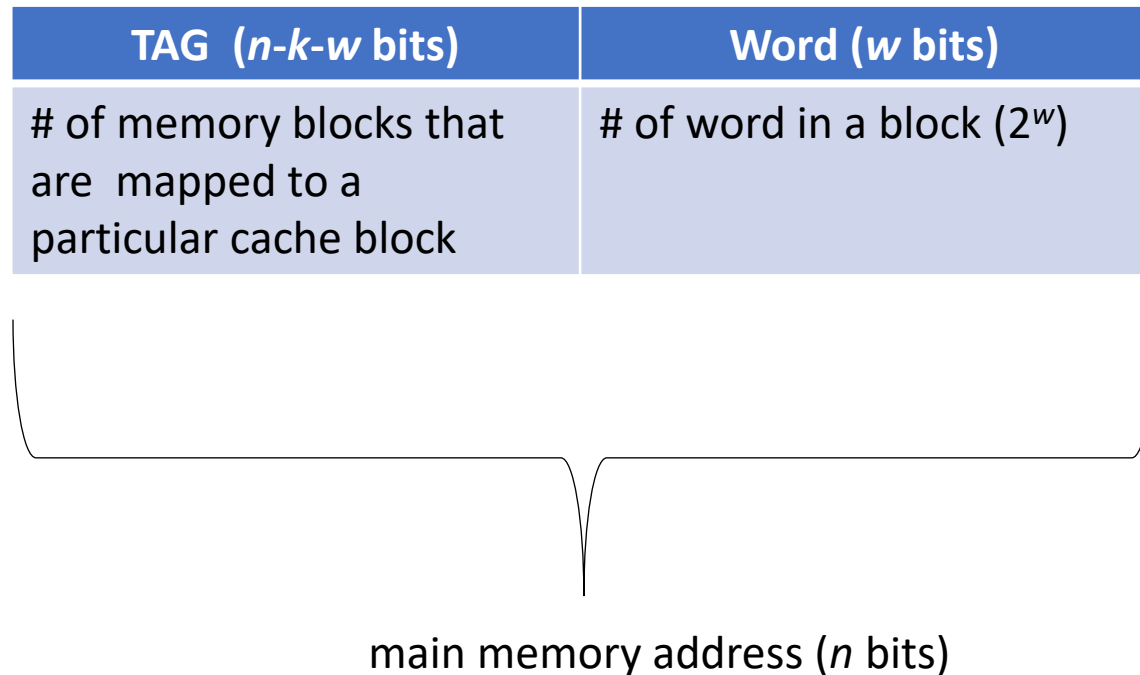 TAG (n-k-w bits)
Word (w bits)
# of memory blocks that
are mapped to a
particular cache block
# of word in a block (2ʷ)
main memory address (n bits)